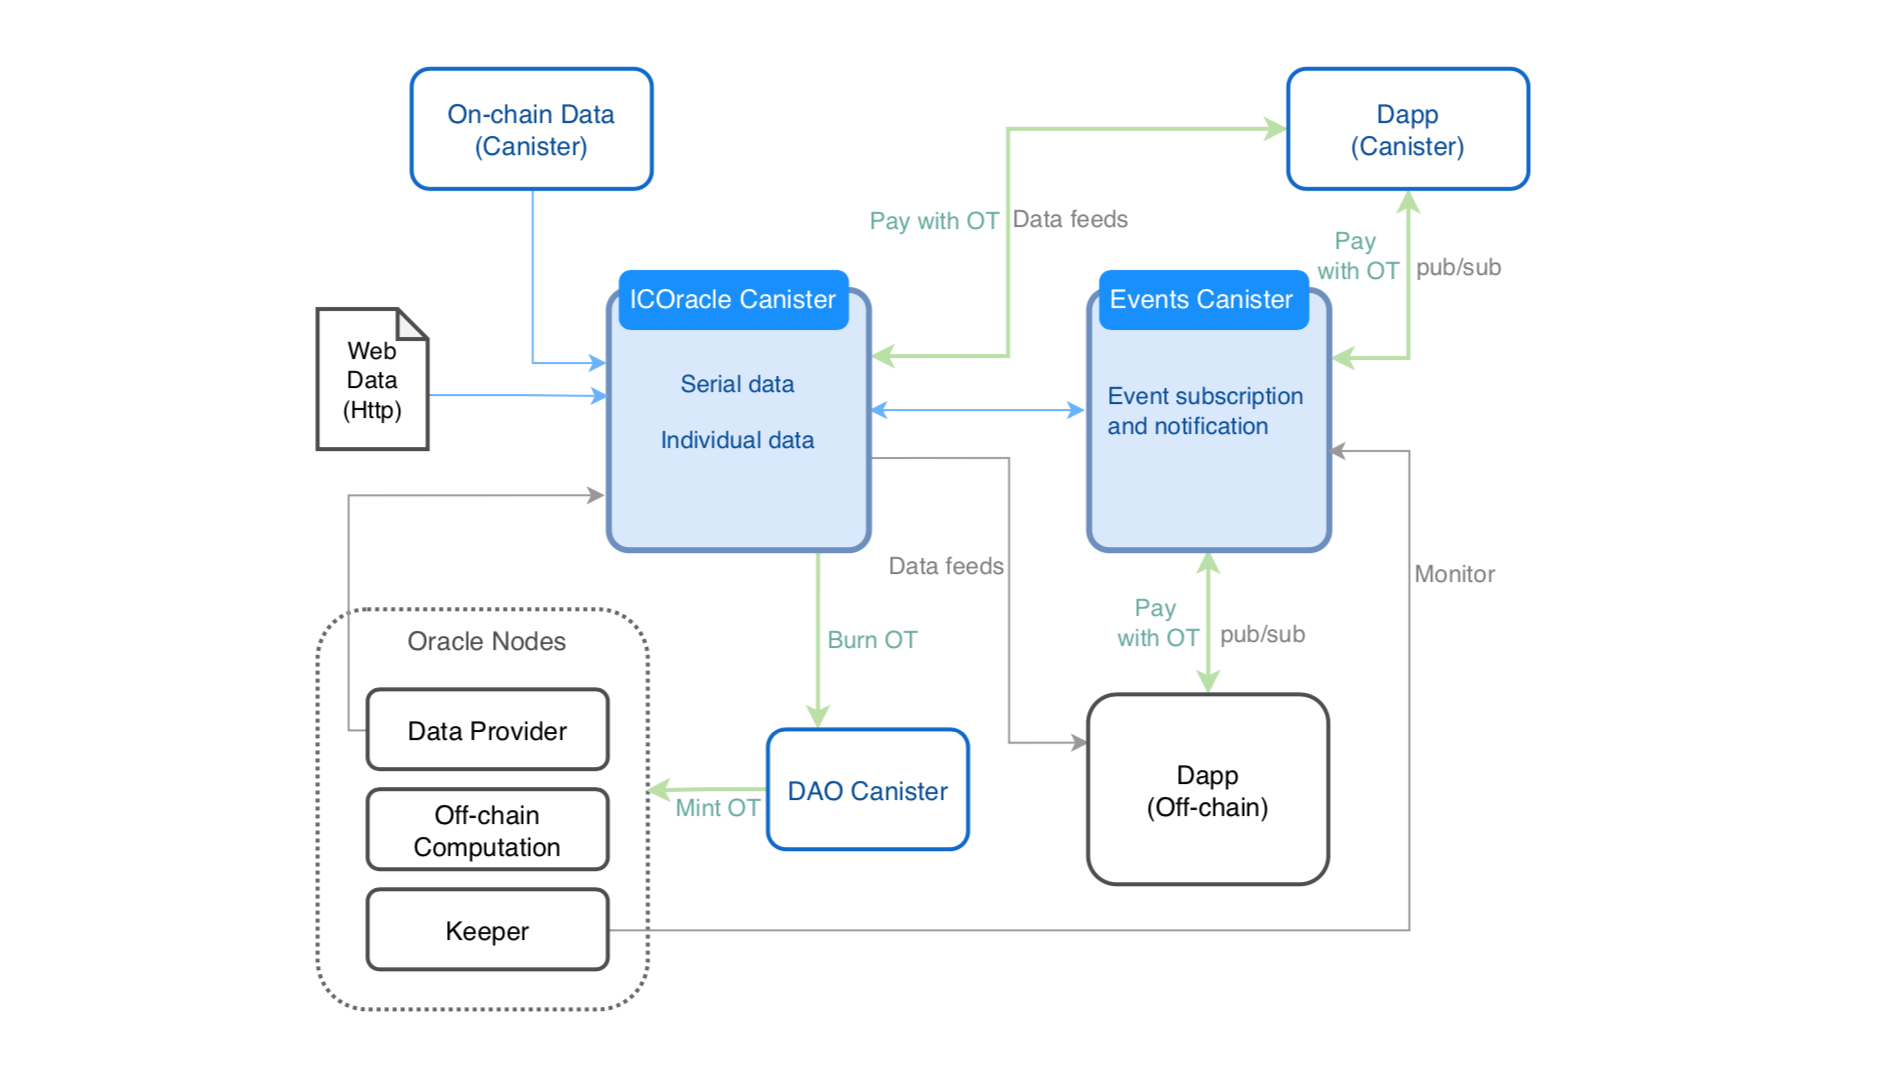 On-chain Data
(Canister)
Dapp
(Canister)
Pay with OT
Data feeds
Pay
with OT
pub/sub
ICOracle Canister
Serial data
Individual data
Events Canister
Event subscription
and notification
Web
Data
(Http)
Data feeds
Monitor
Burn OT
Pay
with OT
pub/sub
Oracle Nodes
Data Provider
Off-chain
Computation
Keeper
Mint OT
DAO Canister
Dapp
(Off-chain)